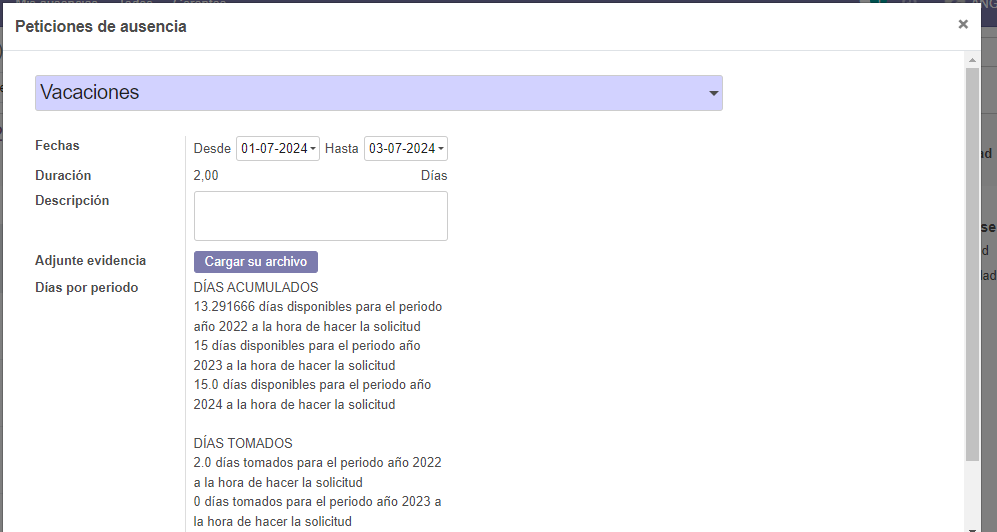 Peticiones de ausencia ×
Vacaciones
Fechas Desde 01-07-2024 Hasta 03-07-2024
Duración 2,00 Días
Descripción
Adjunte evidencia Cargar su archivo
Días por periodo DÍAS ACUMULADOS
13.291666 días disponibles para el periodo
año 2022 a la hora de hacer la solicitud
15 días disponibles para el periodo año
2023 a la hora de hacer la solicitud
15.0 días disponibles para el periodo año
2024 a la hora de hacer la solicitud
DÍAS TOMADOS
2.0 días tomados para el periodo año 2022
a la hora de hacer la solicitud
0 días tomados para el periodo año 2023 a
la hora de hacer la solicitud